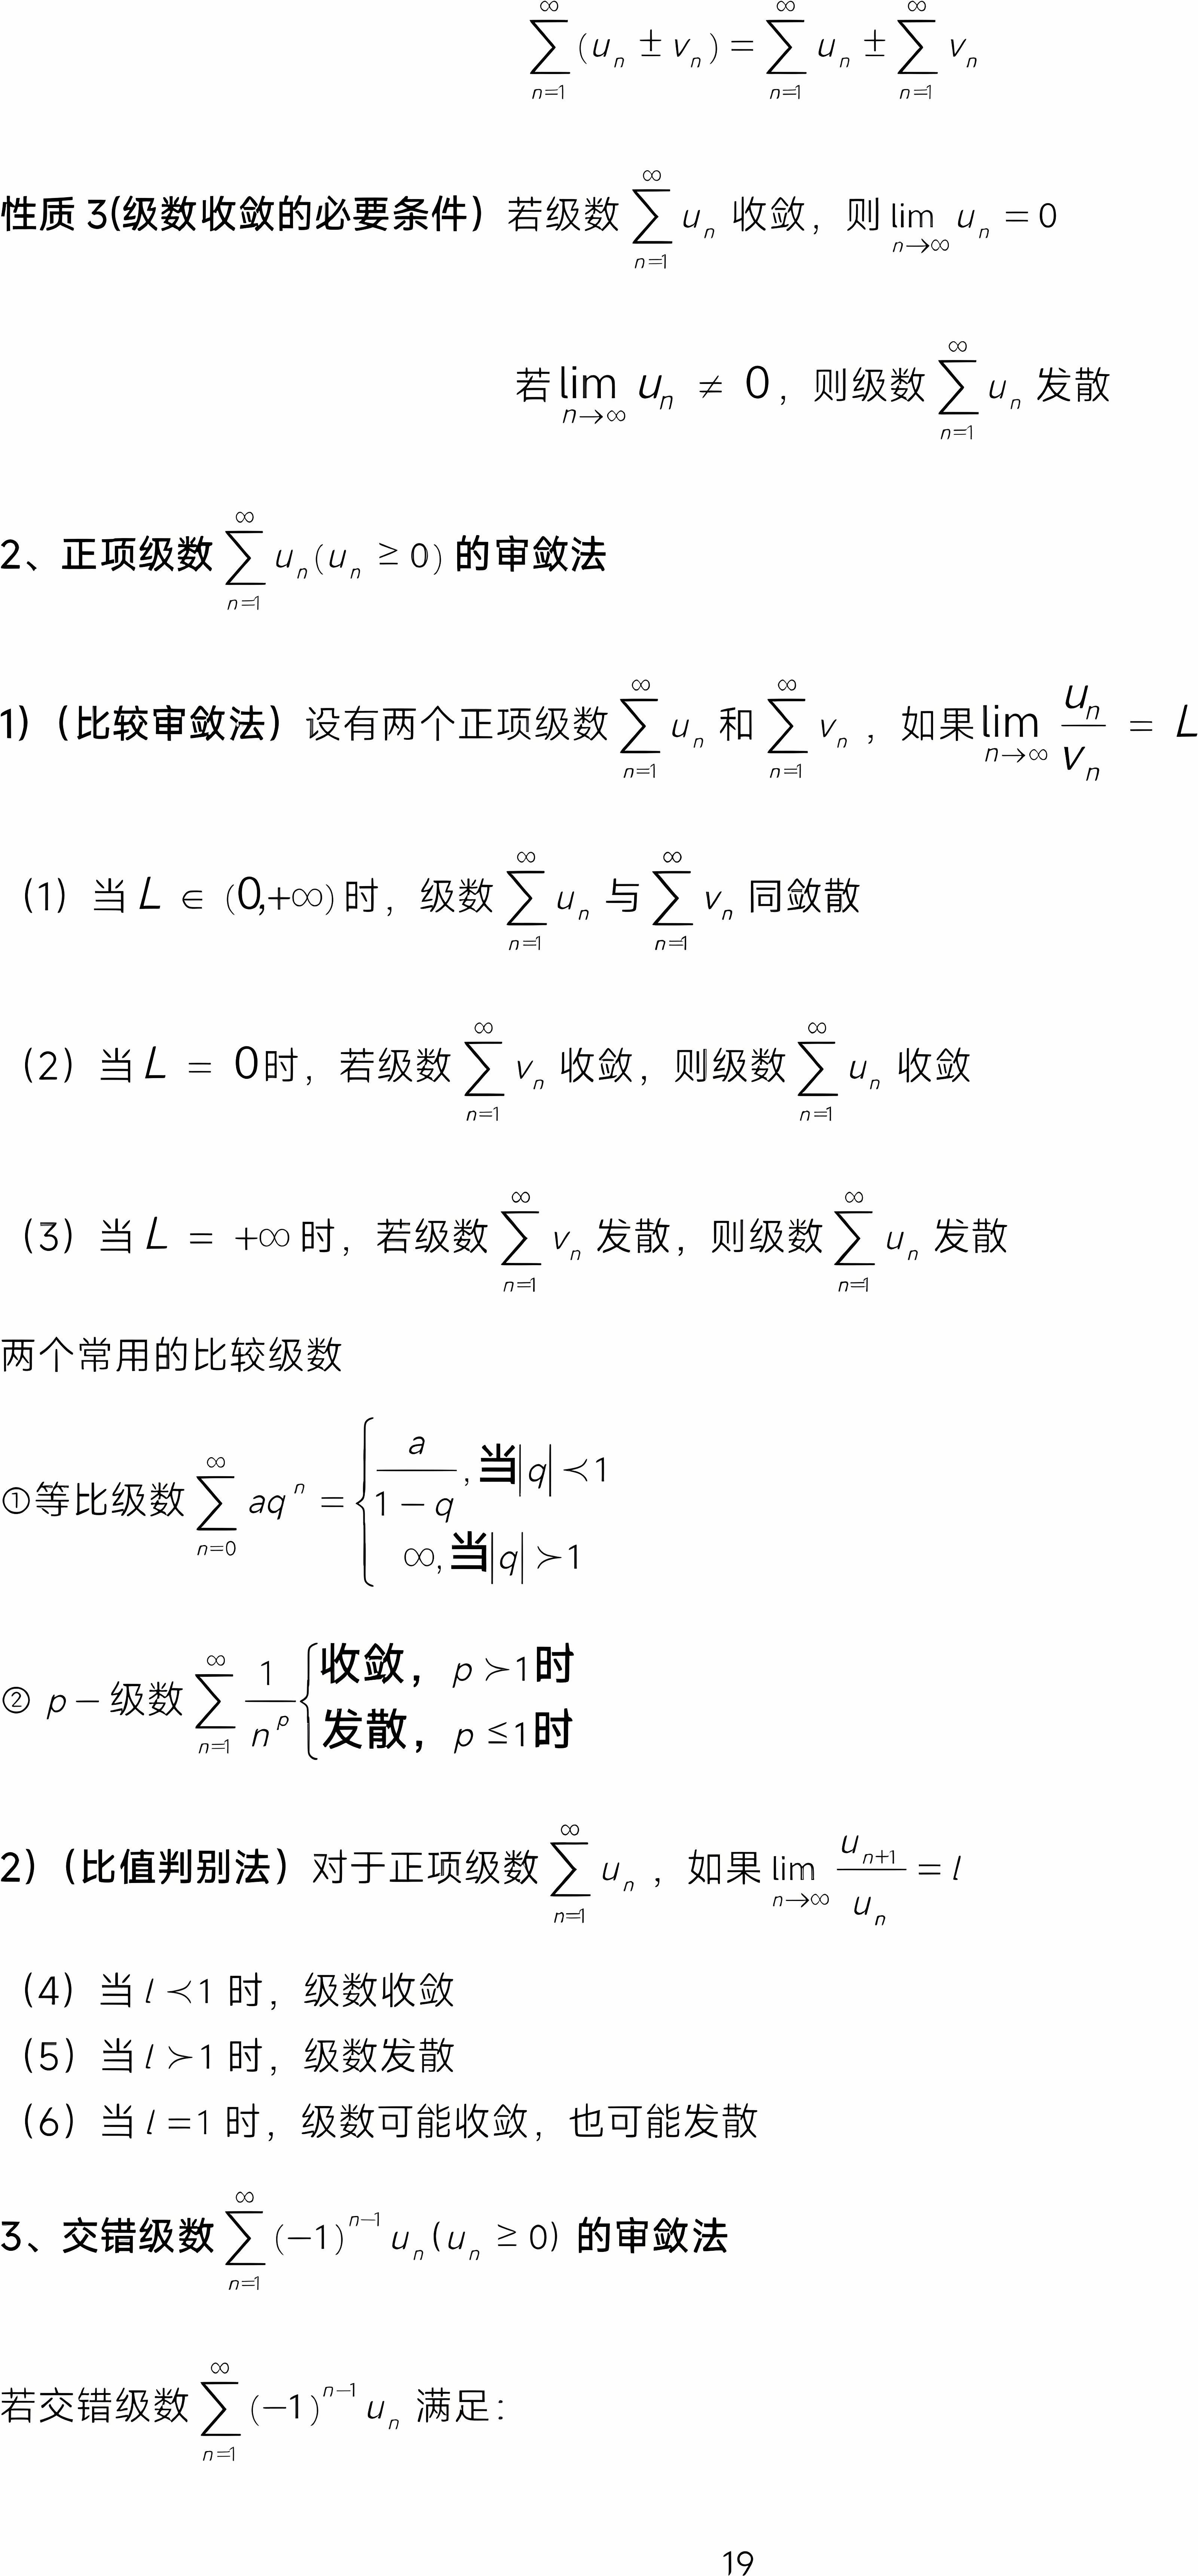 $\sum_{n=1}^{\infty}(u_n \pm v_n) = \sum_{n=1}^{\infty} u_n \pm \sum_{n=1}^{\infty} v_n$
性质 3(级数收敛的必要条件)若级数 $\sum_{n=1}^{\infty} u_n$ 收敛，则 $\lim_{n \to \infty} u_n = 0$
若 $\lim_{n \to \infty} u_n \neq 0$，则级数 $\sum_{n=1}^{\infty} u_n$ 发散
2、正项级数 $\sum_{n=1}^{\infty} u_n (u_n \geq 0)$ 的审敛法
1)（比较审敛法）设有两个正项级数 $\sum_{n=1}^{\infty} u_n$ 和 $\sum_{n=1}^{\infty} v_n$，如果 $\lim_{n \to \infty} \frac{u_n}{v_n} = L$
（1）当 $L \in (0,+\infty)$ 时，级数 $\sum_{n=1}^{\infty} u_n$ 与 $\sum_{n=1}^{\infty} v_n$ 同敛散
（2）当 $L = 0$ 时，若级数 $\sum_{n=1}^{\infty} v_n$ 收敛，则级数 $\sum_{n=1}^{\infty} u_n$ 收敛
（3）当 $L = +\infty$ 时，若级数 $\sum_{n=1}^{\infty} v_n$ 发散，则级数 $\sum_{n=1}^{\infty} u_n$ 发散
两个常用的比较级数
①等比级数 $\sum_{n=0}^{\infty} aq^n = \begin{cases} \frac{a}{1-q}, 当|q| \prec 1 \\ \infty, 当|q| \succ 1 \end{cases}$
② $p-$级数 $\sum_{n=1}^{\infty} \frac{1}{n^p} \begin{cases} 收敛，p \succ 1时 \\ 发散，p \leq 1时 \end{cases}$
2)（比值判别法）对于正项级数 $\sum_{n=1}^{\infty} u_n$，如果 $\lim_{n \to \infty} \frac{u_{n+1}}{u_n} = l$
（4）当 $l \prec 1$ 时，级数收敛
（5）当 $l \succ 1$ 时，级数发散
（6）当 $l = 1$ 时，级数可能收敛，也可能发散
3、交错级数 $\sum_{n=1}^{\infty} (-1)^{n-1} u_n (u_n \geq 0)$ 的审敛法
若交错级数 $\sum_{n=1}^{\infty} (-1)^{n-1} u_n$ 满足：
19